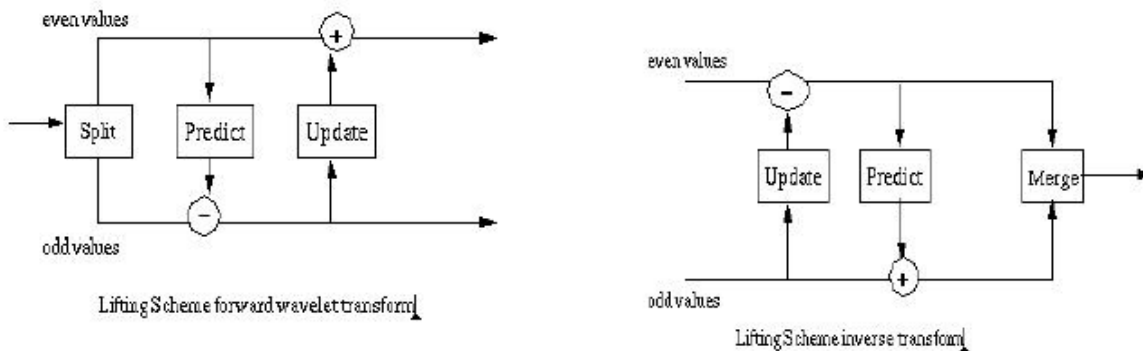 even values
+
Split
Predict
Update
−
odd values
Lifting Scheme forward wavelet transform
even values
−
Update
Predict
Merge
+
odd values
Lifting Scheme inverse transform